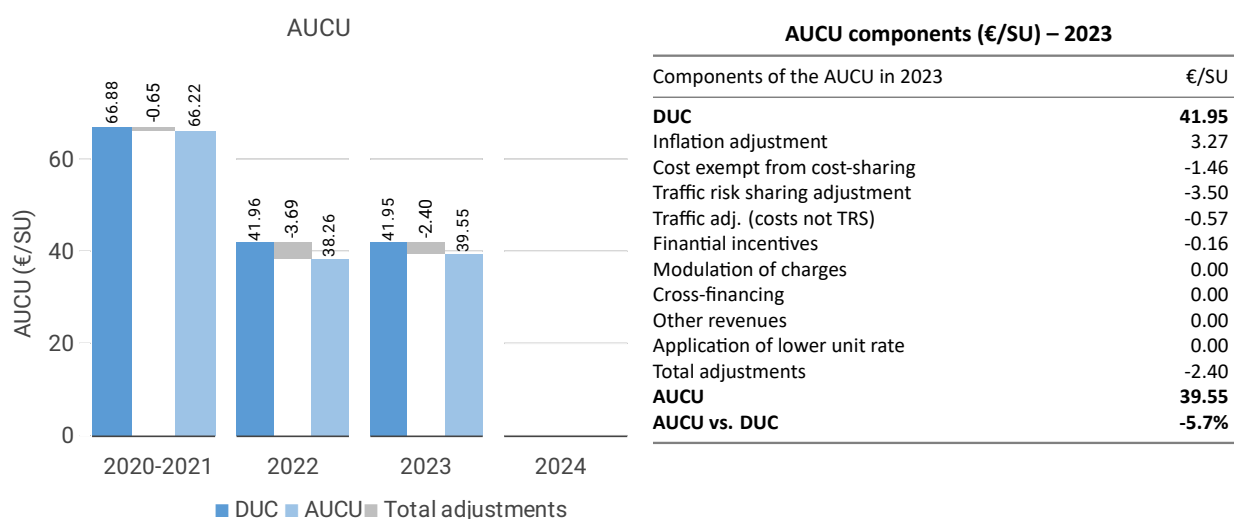 AUCU
AUCU (€/SU)
60
40
20
0
66.88
-0.65
66.22
41.96
-3.69
38.26
41.95
-2.40
39.55
2020-2021
2022
2023
2024
DUC
AUCU
Total adjustments
AUCU components (€/SU) – 2023
Components of the AUCU in 2023 €/SU
DUC 41.95
Inflation adjustment 3.27
Cost exempt from cost-sharing -1.46
Traffic risk sharing adjustment -3.50
Traffic adj. (costs not TRS) -0.57
Finantial incentives -0.16
Modulation of charges 0.00
Cross-financing 0.00
Other revenues 0.00
Application of lower unit rate 0.00
Total adjustments -2.40
AUCU 39.55
AUCU vs. DUC -5.7%